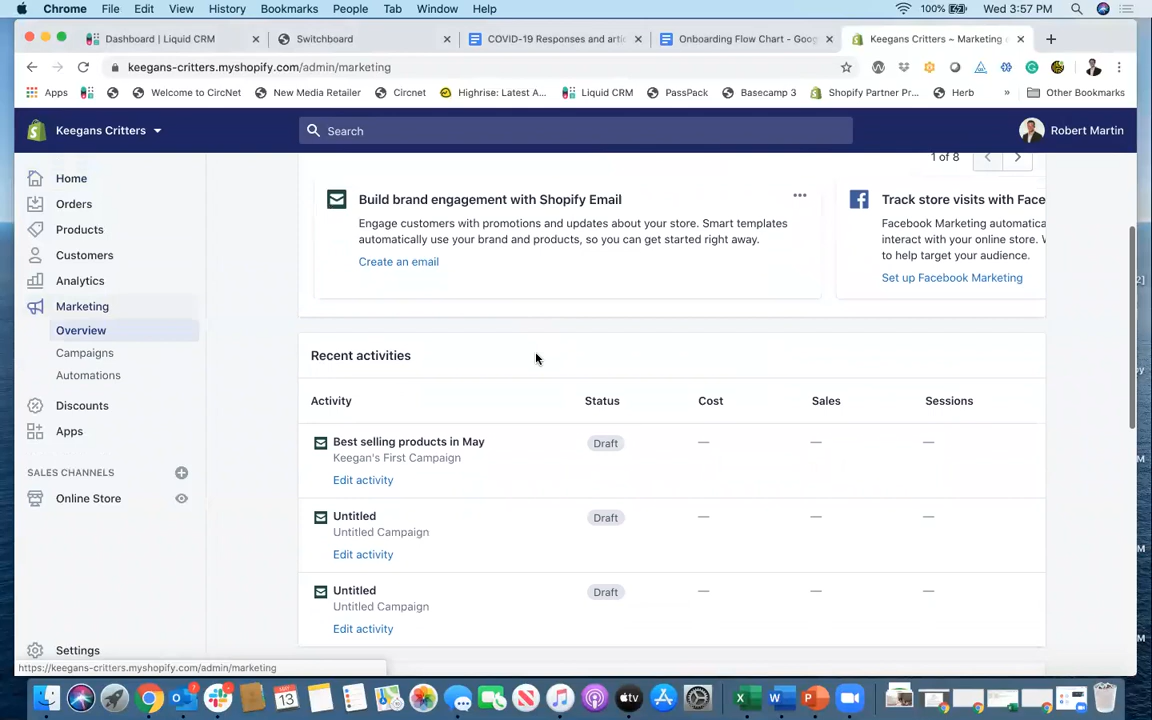 Chrome File Edit View History Bookmarks People Tab Window Help 100% Wed 3:57 PM
Dashboard | Liquid CRM Switchboard COVID-19 Responses and artic Onboarding Flow Chart - Goog Keegans Critters ~ Marketing
keegans-critters.myshopify.com/admin/marketing
Apps Welcome to CircNet New Media Retailer Circnet Highrise: Latest A... Liquid CRM PassPack Basecamp 3 Shopify Partner Pr... Herb » Other Bookmarks
Keegans Critters Search Robert Martin
1 of 8
Home
Orders
Products
Customers
Analytics
Marketing
Overview
Campaigns
Automations
Discounts
Apps
SALES CHANNELS
Online Store
Settings
Build brand engagement with Shopify Email
Engage customers with promotions and updates about your store. Smart templates
automatically use your brand and products, so you can get started right away.
Create an email
Track store visits with Face
Facebook Marketing automatica
interact with your online store. W
to help target your audience.
Set up Facebook Marketing
Recent activities
Activity Status Cost Sales Sessions
Best selling products in May Draft — — —
Keegan's First Campaign
Edit activity
Untitled Draft — — —
Untitled Campaign
Edit activity
Untitled Draft — — —
Untitled Campaign
Edit activity
https://keegans-critters.myshopify.com/admin/marketing